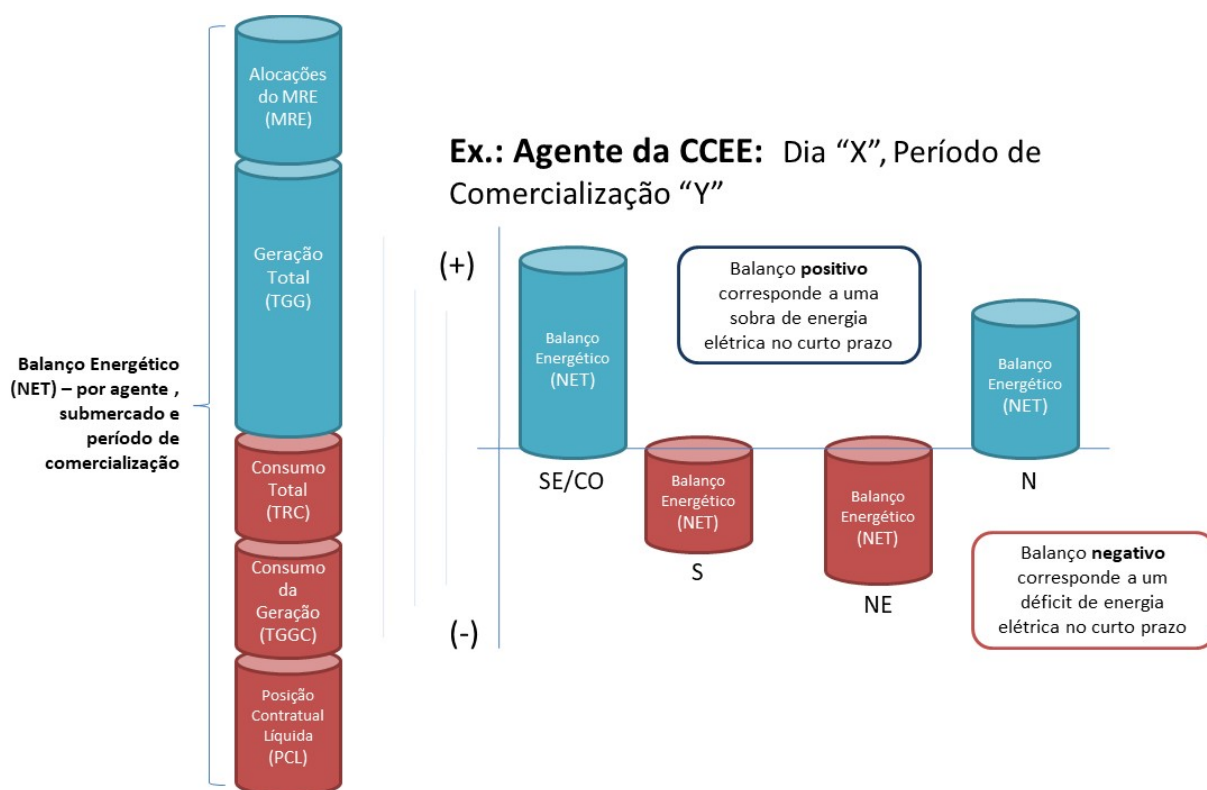 Alocações
do MRE
(MRE)
Geração
Total
(TGG)
Balanço Energético
(NET) – por agente ,
submercado e
período de
comercialização
Consumo
Total
(TRC)
Consumo
da
Geração
(TGGC)
Posição
Contratual
Líquida
(PCL)
Ex.: Agente da CCEE: Dia “X”, Período de
Comercialização “Y”
(+)
Balanço
Energético
(NET)
SE/CO
Balanço positivo
corresponde a uma
sobra de energia
elétrica no curto prazo
Balanço
Energético
(NET)
N
Balanço
Energético
(NET)
S
Balanço
Energético
(NET)
NE
(-)
Balanço negativo
corresponde a um
déficit de energia
elétrica no curto prazo